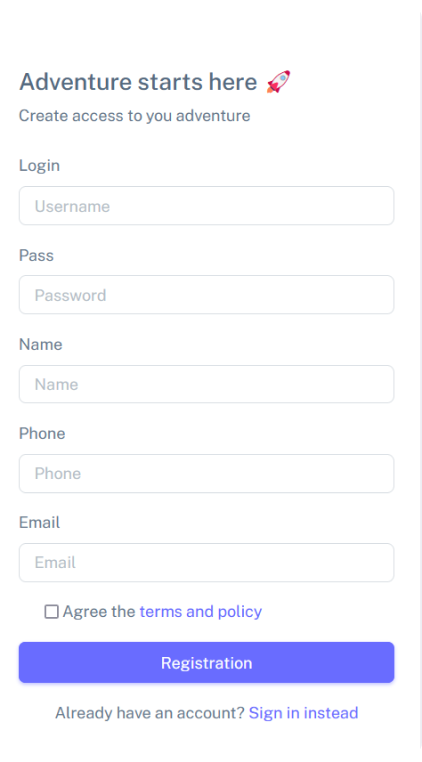 Adventure starts here 🚀
Create access to you adventure
Login
Username
Pass
Password
Name
Name
Phone
Phone
Email
Email
Agree the terms and policy
Registration
Already have an account? Sign in instead